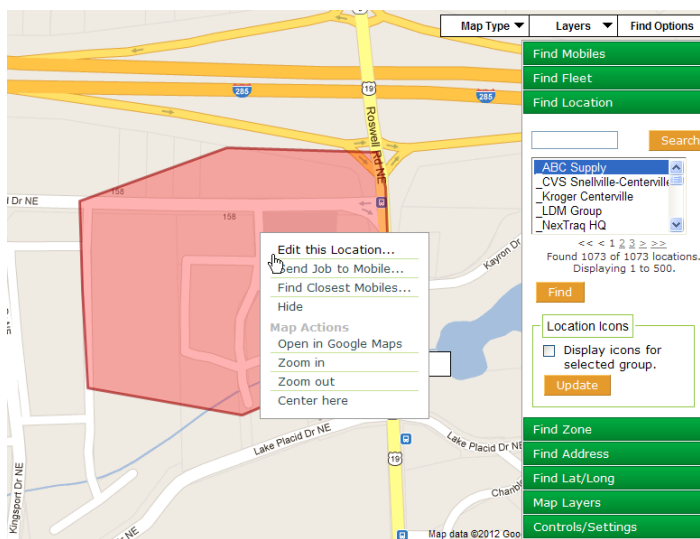 Map Type ▼
Layers ▼
Find Options
Find Mobiles
Find Fleet
Find Location
Search
_ABC Supply
_CVS Snellville-Centerville
_Kroger Centerville
_LDM Group
_NexTraq HQ
<< < 1 2 3 > >>
Found 1073 of 1073 locations.
Displaying 1 to 500.
Find
Location Icons
Display icons for
selected group.
Update
Find Zone
Find Address
Find Lat/Long
Map Layers
Controls/Settings
19
285
285
Roswell Rd NE
158
158
l Dr NE
Kayron Dr
Edit this Location...
Send Job to Mobile...
Find Closest Mobiles...
Hide
Map Actions
Open in Google Maps
Zoom in
Zoom out
Center here
Lake Placid Dr NE
Lake Placid Dr NE
19
Kingsport Dr NE
NE
Map data ©2012 Goo